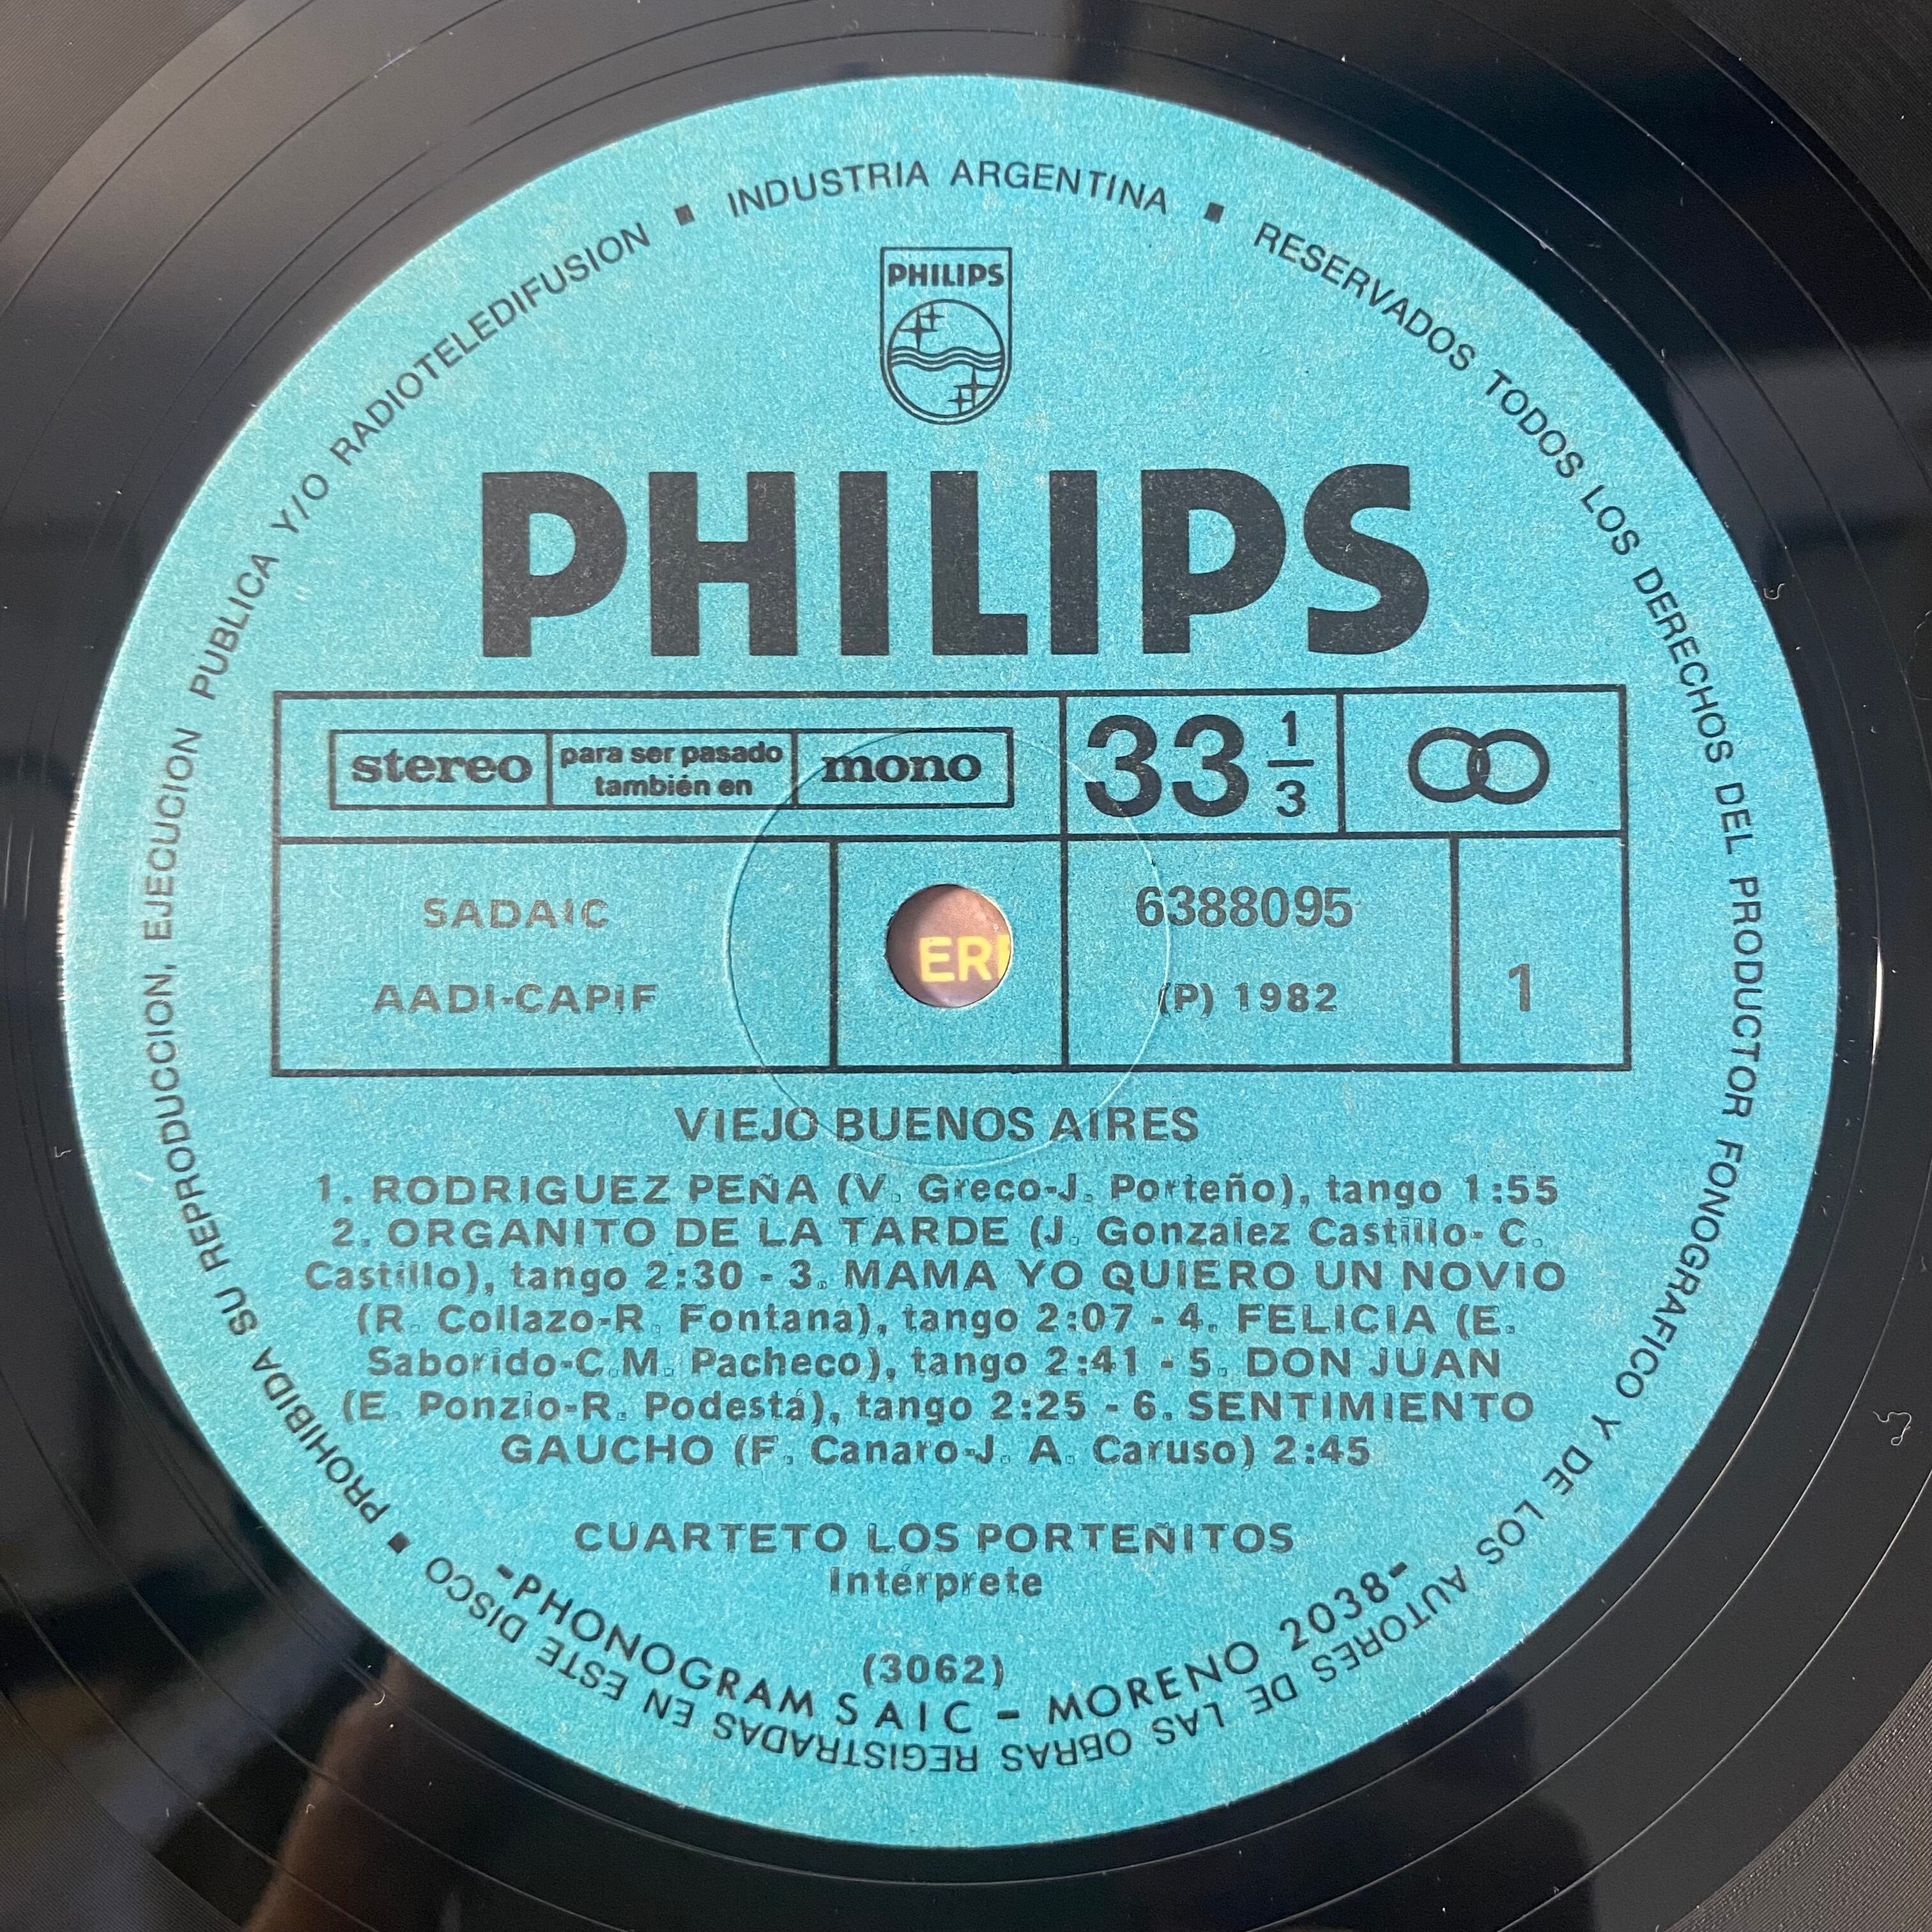 INDUSTRIA ARGENTINA ▪ RESERVADOS TODOS LOS DERECHOS DEL PRODUCTOR FONOGRAFICO Y DE LOS AUTORES DE LAS OBRAS REGISTRADAS EN ESTE DISCO ▪ PROHIBIDA SU REPRODUCCION, EJECUCION PUBLICA Y/O RADIOTELEDIFUSION ▪
PHILIPS
PHILIPS
stereo para ser pasado también en mono
33 1/3
SADAIC
6388095
AADI-CAPIF
(P) 1982
1
ERI
VIEJO BUENOS AIRES
1. RODRIGUEZ PEÑA (V. Greco-J. Porteño), tango 1:55
2. ORGANITO DE LA TARDE (J. Gonzalez Castillo- C.
Castillo), tango 2:30 - 3. MAMA YO QUIERO UN NOVIO
(R. Collazo-R. Fontana), tango 2:07 - 4. FELICIA (E.
Saborido-C.M. Pacheco), tango 2:41 - 5. DON JUAN
(E. Ponzio-R. Podestá), tango 2:25 - 6. SENTIMIENTO
GAUCHO (F. Canaro-J. A. Caruso) 2:45
CUARTETO LOS PORTEÑITOS
Intérprete
(3062)
-PHONOGRAM S A I C - MORENO 2038-